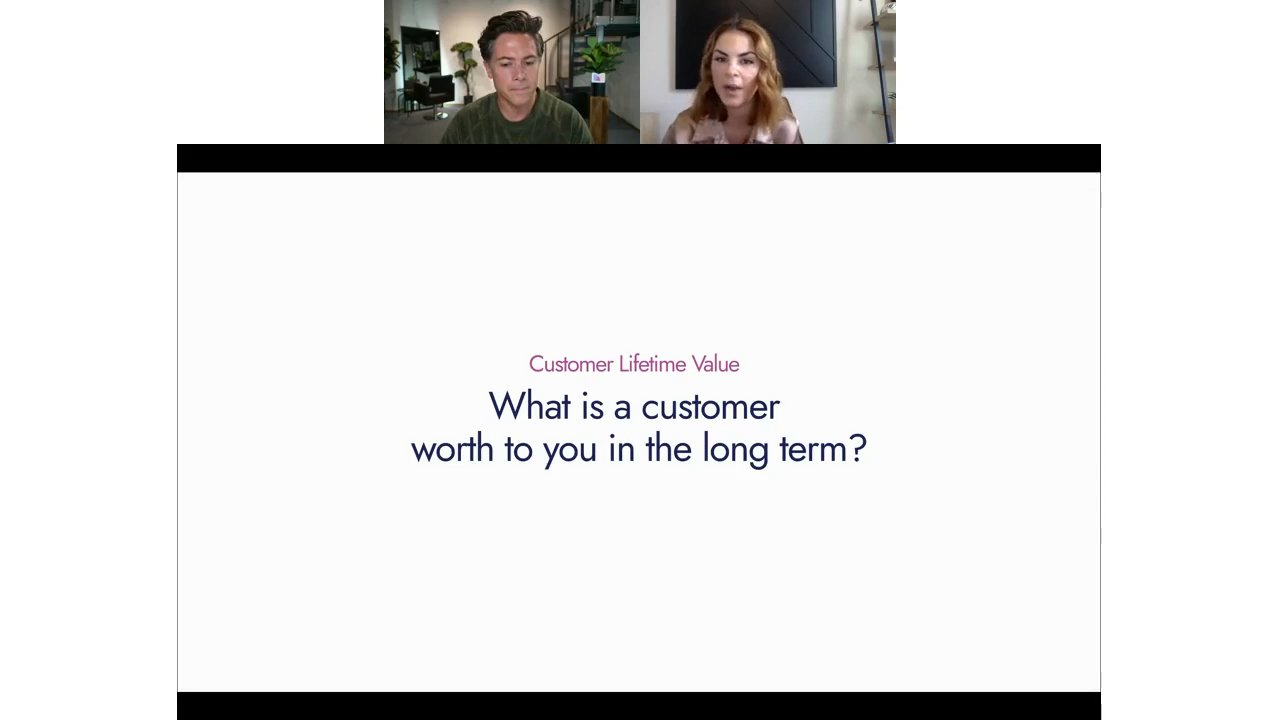 Customer Lifetime Value
What is a customer
worth to you in the long term?